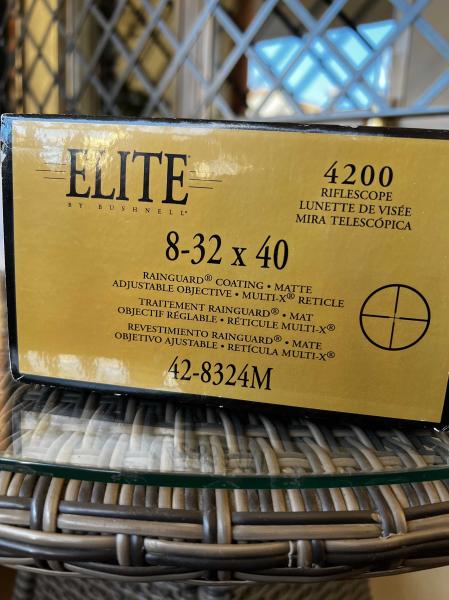 ELITE®
BY BUSHNELL®
4200
RIFLESCOPE
LUNETTE DE VISÉE
MIRA TELESCÓPICA
8-32 x 40
RAINGUARD® COATING • MATTE
ADJUSTABLE OBJECTIVE • MULTI-X® RETICLE
TRAITEMENT RAINGUARD® • MAT
OBJECTIF RÉGLABLE • RÉTICULE MULTI-X®
REVESTIMIENTO RAINGUARD® • MATE
OBJETIVO AJUSTABLE • RETÍCULA MULTI-X®
42-8324M